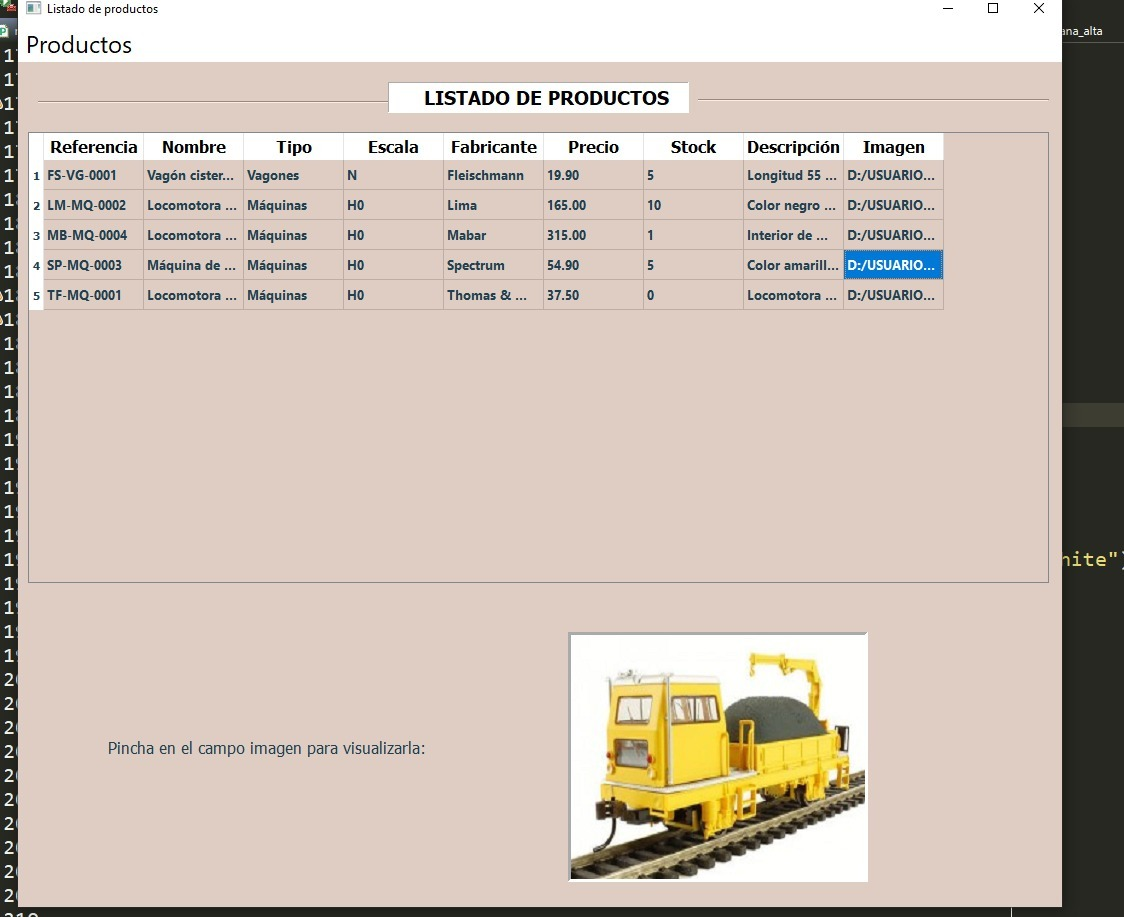 Listado de productos
ana_alta
Productos
LISTADO DE PRODUCTOS
Referencia Nombre Tipo Escala Fabricante Precio Stock Descripción Imagen
1 FS-VG-0001 Vagón cister... Vagones N Fleischmann 19.90 5 Longitud 55 ... D:/USUARIO...
2 LM-MQ-0002 Locomotora ... Máquinas H0 Lima 165.00 10 Color negro ... D:/USUARIO...
3 MB-MQ-0004 Locomotora ... Máquinas H0 Mabar 315.00 1 Interior de ... D:/USUARIO...
4 SP-MQ-0003 Máquina de ... Máquinas H0 Spectrum 54.90 5 Color amarill... D:/USUARIO...
5 TF-MQ-0001 Locomotora ... Máquinas H0 Thomas & ... 37.50 0 Locomotora ... D:/USUARIO...
hite")
Pincha en el campo imagen para visualizarla: